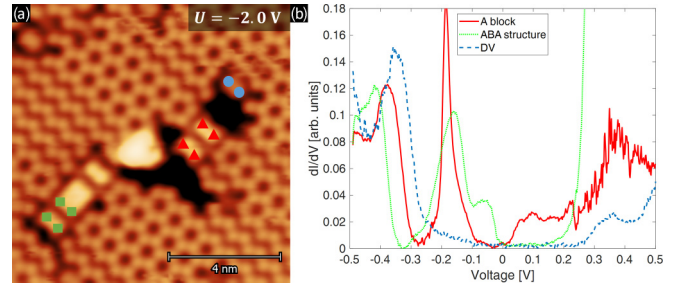 (a)
U = −2.0 V
4 nm
(b)
A block
ABA structure
DV
dI/dV [arb. units]
0.18
0.16
0.14
0.12
0.1
0.08
0.06
0.04
0.02
0
-0.5 -0.4 -0.3 -0.2 -0.1 0 0.1 0.2 0.3 0.4 0.5
Voltage [V]